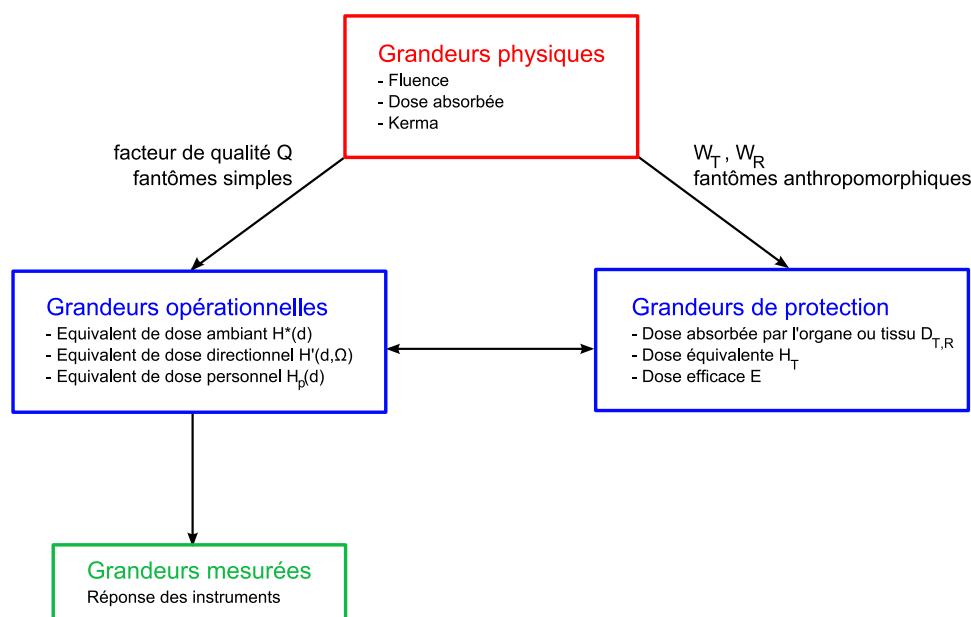 Grandeurs physiques
- Fluence
- Dose absorbée
- Kerma
facteur de qualité Q
fantômes simples
W_T , W_R
fantômes anthropomorphiques
Grandeurs opérationnelles
- Equivalent de dose ambiant H*(d)
- Equivalent de dose directionnel H'(d,Ω)
- Equivalent de dose personnel H_p(d)
Grandeurs de protection
- Dose absorbée par l'organe ou tissu D_T,R
- Dose équivalente H_T
- Dose efficace E
Grandeurs mesurées
Réponse des instruments